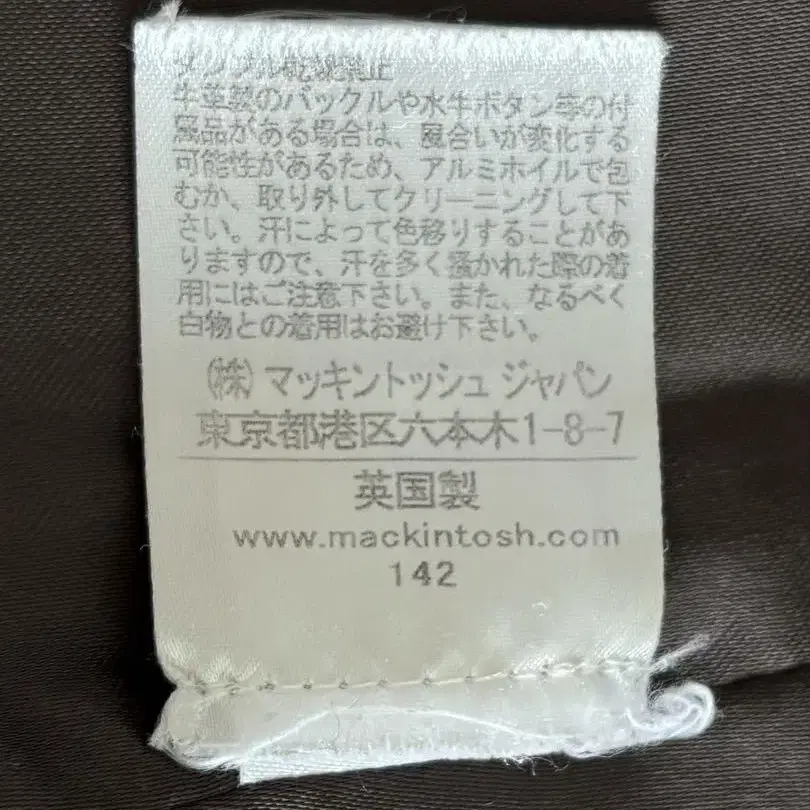 タンブル乾燥禁止
牛革製のバックルや水牛ボタン等の付
属品がある場合は、風合いが変化する
可能性があるため、アルミホイルで包
むか、取り外してクリーニングして下
さい。汗によって色移りすることがあ
りますので、汗を多く掻かれた際の着
用にはご注意下さい。また、なるべく
白物との着用はお避け下さい。
㈱ マッキントッシュ ジャパン
東京都港区六本木1-8-7
英国製
www.mackintosh.com
142